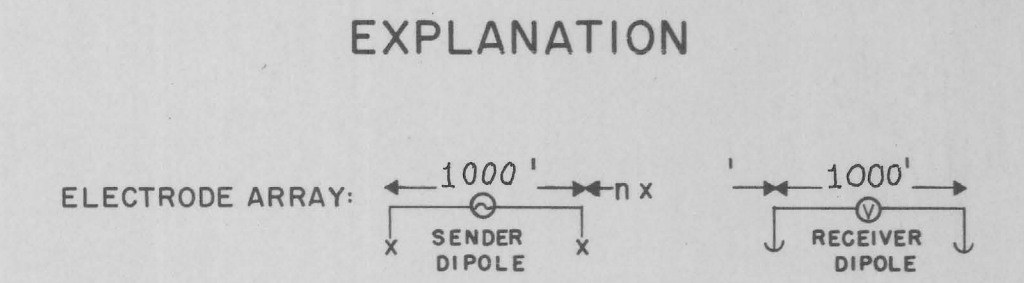 EXPLANATION
ELECTRODE ARRAY: 1000' n x ' 1000'
x SENDER x V RECEIVER
DIPOLE DIPOLE